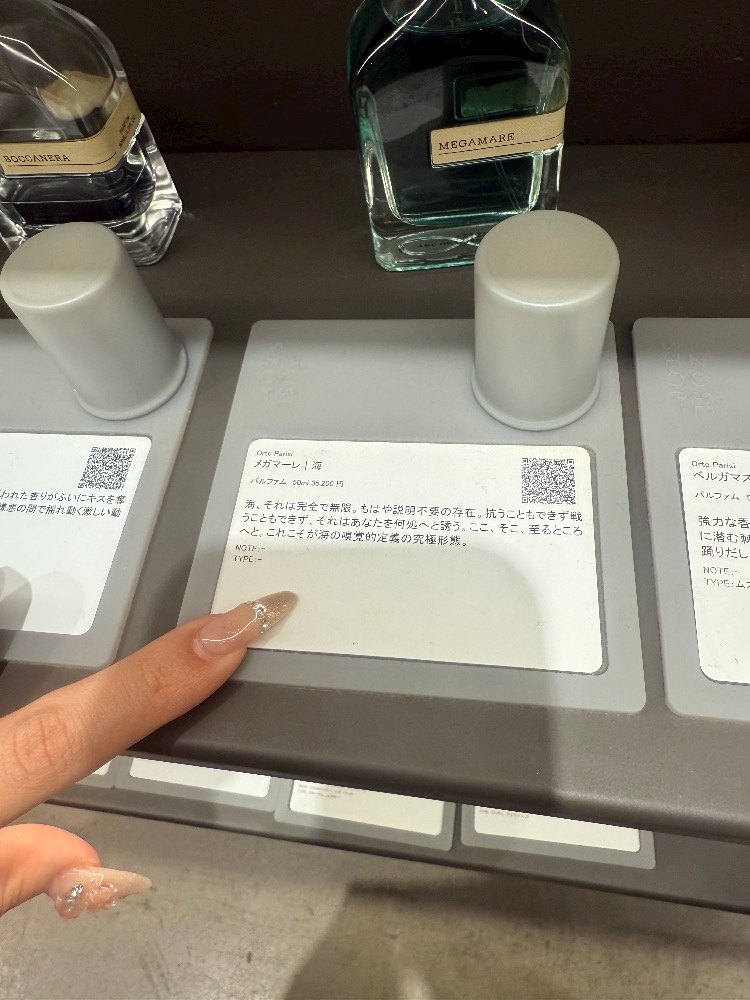 BOCCANERA
MEGAMARE
Orto Parisi
メガマーレ | 海
パルファム 50ml 35,200 円
海、それは完全で無限。もはや説明不要の存在。抗うこともできず戦
うこともできず、それはあなたを何処へと誘う。ここ、そこ、至るところ
へと。これこそが海の嗅覚的定義の究極形態。
NOTE:-
TYPE:-
われた香りがふいにキスを奪
の間で揺れ動く激しい動
Orto Parisi
ベルガマス
パルファム
強力な香
に潜む
踊りだし
NOTE:-
TYPE:ム